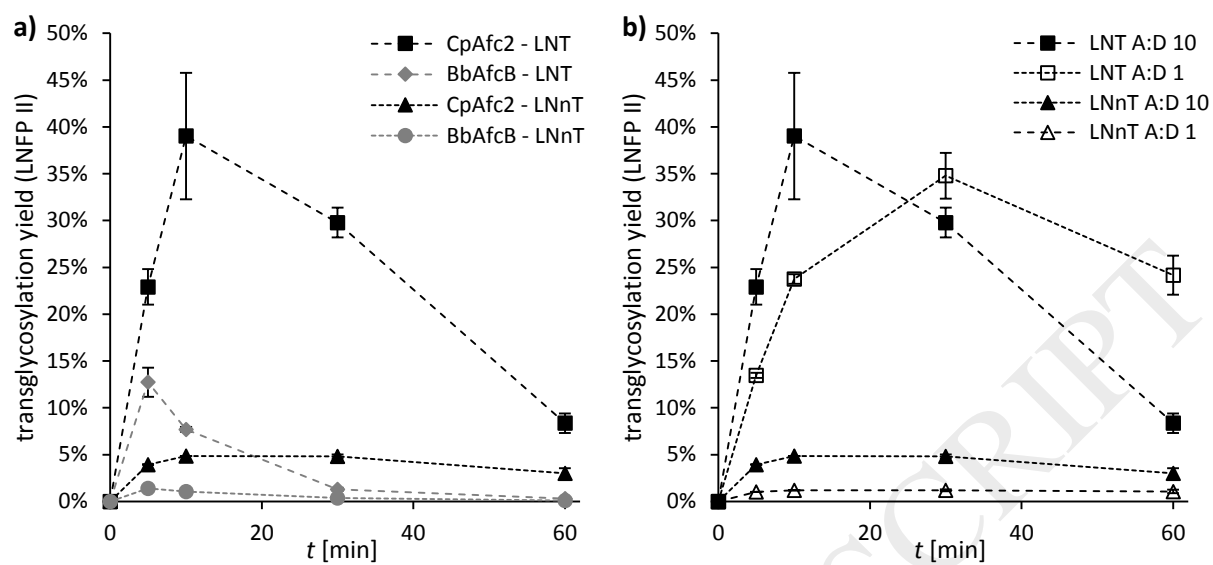 a)
transglycosylation yield (LNFP II)
50%
45%
40%
35%
30%
25%
20%
15%
10%
5%
0%
0
20
40
60
t [min]
CpAfc2 - LNT
BbAfcB - LNT
CpAfc2 - LNnT
BbAfcB - LNnT
b)
transglycosylation yield (LNFP II)
50%
45%
40%
35%
30%
25%
20%
15%
10%
5%
0%
0
20
40
60
t [min]
LNT A:D 10
LNT A:D 1
LNnT A:D 10
LNnT A:D 1
SCRIPT